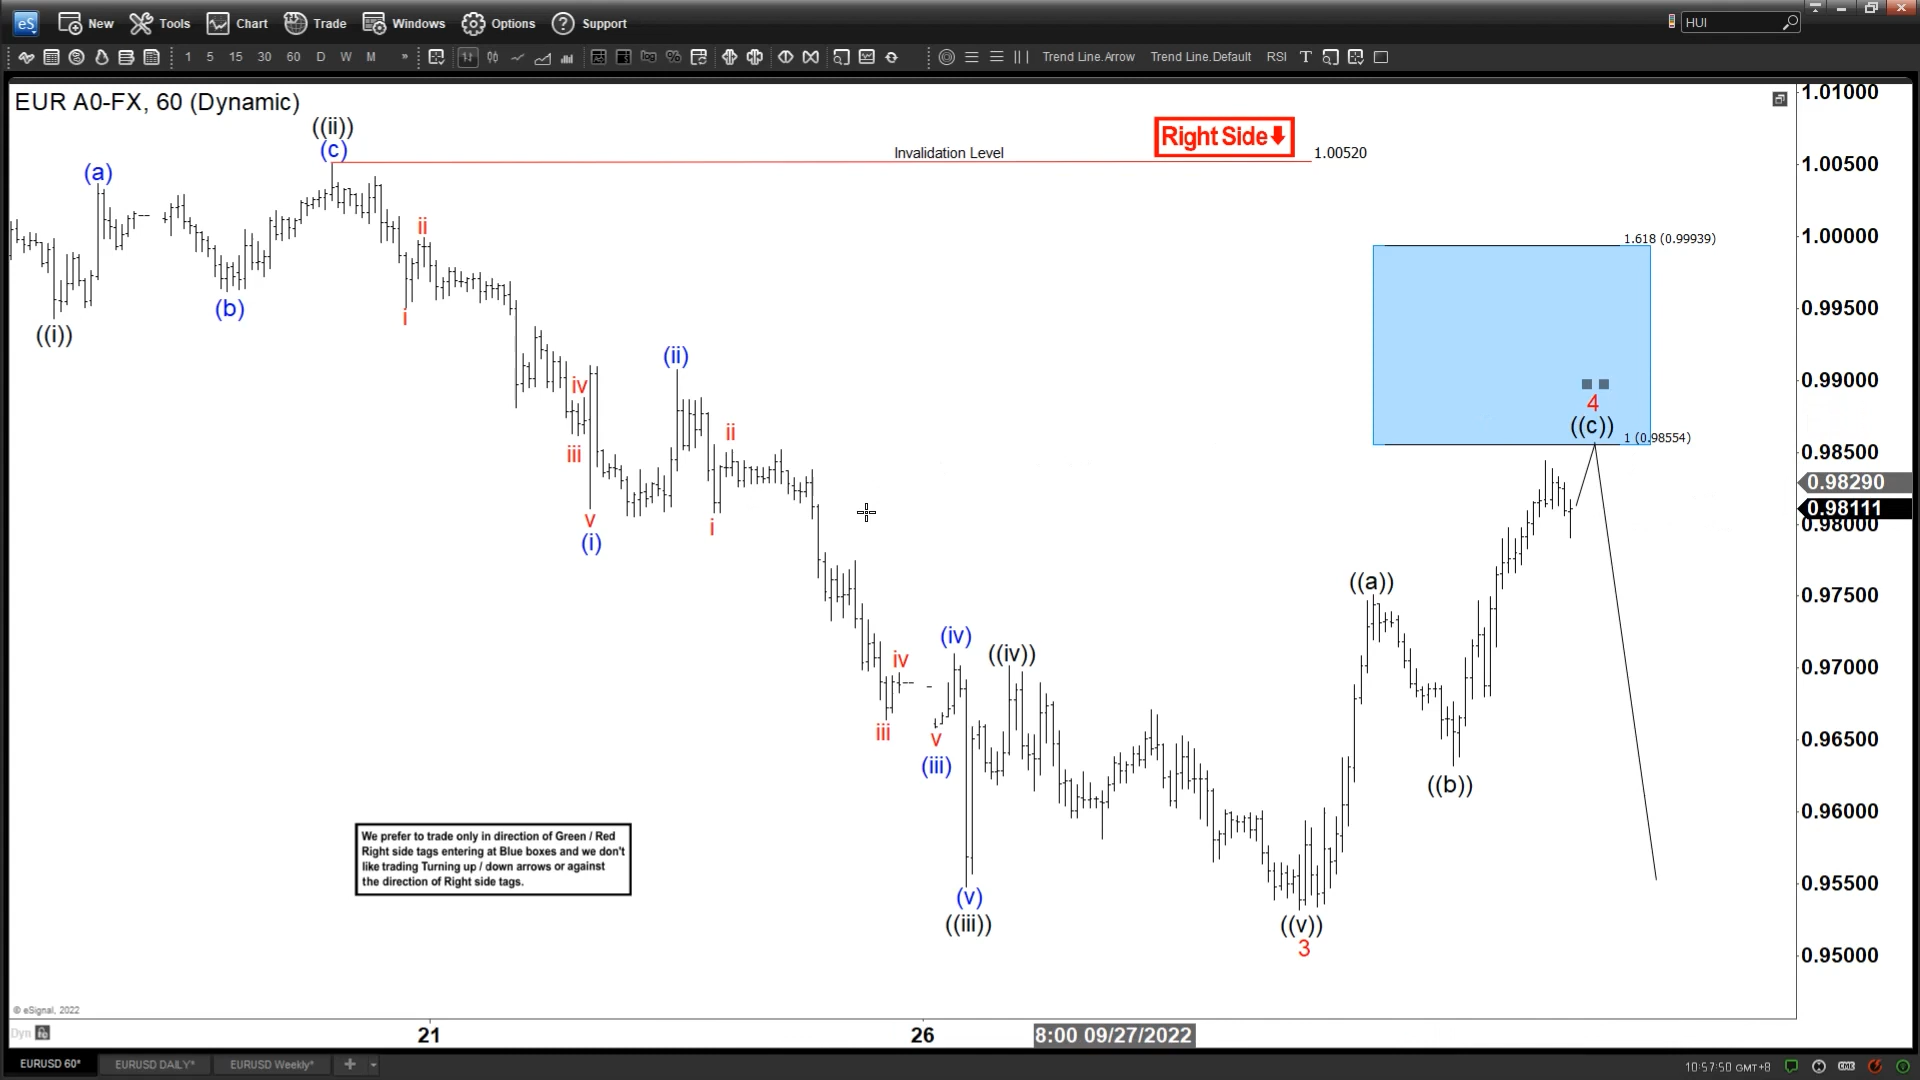 eS New Tools Chart Trade Windows Options Support HUI
1 5 15 30 60 D W M » log % Trend Line.Arrow Trend Line.Default RSI T
EUR A0-FX, 60 (Dynamic)
1.01000
((ii))
(c)
Invalidation Level
Right Side
1.00520
1.00500
(a)
ii
1.00000
1.618 (0.99939)
(b)
i
((i))
0.99500
(ii)
iv
0.99000
4
((c))
1 (0.98554)
ii
iii
0.98500
0.98290
0.98111
0.98000
v
(i)
i
((a))
0.97500
(iv)
((iv))
iv
0.97000
iii
v
(iii)
0.96500
((b))
0.96000
We prefer to trade only in direction of Green / Red
Right side tags entering at Blue boxes and we don't
like trading Turning up / down arrows or against
the direction of Right side tags.
0.95500
(v)
((iii))
((v))
3
0.95000
© eSignal, 2022
Dyn
21 26 8:00 09/27/2022
EURUSD 60* EURUSD DAILY* EURUSD Weekly* +
10:57:50 GMT+8